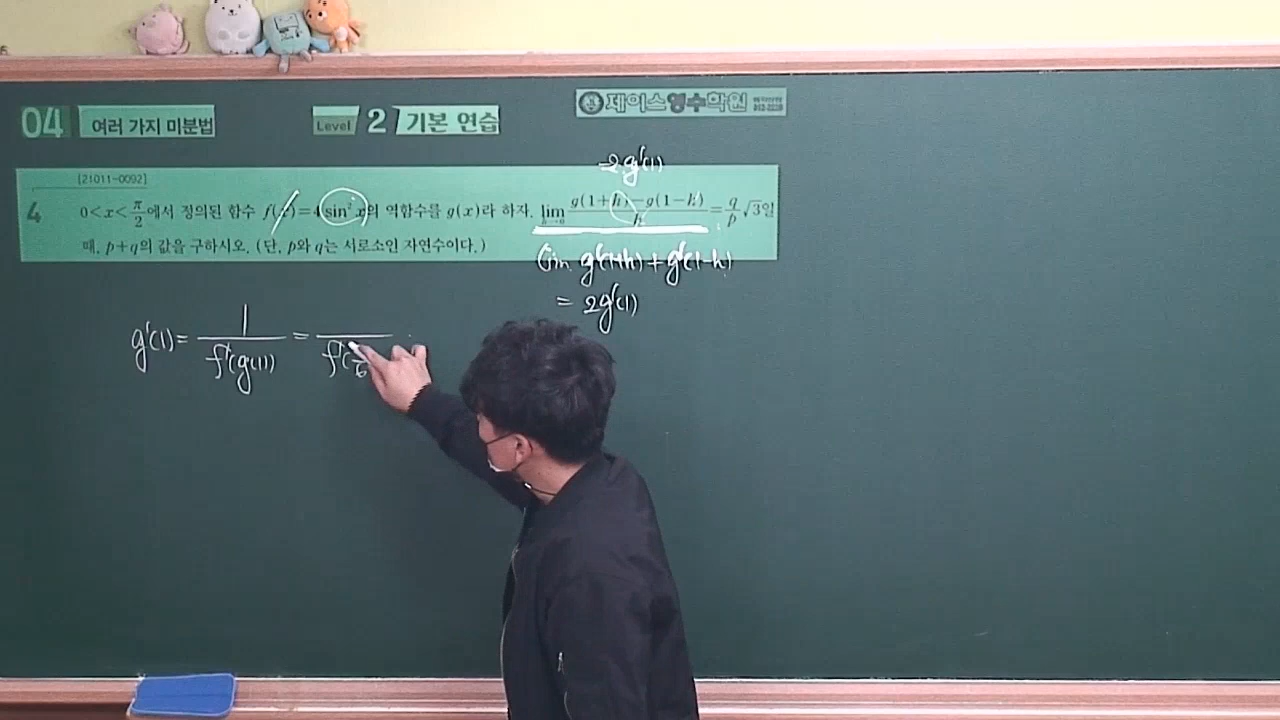 04 여러 가지 미분법 Level 2 기본 연습 제이스영수학원
[21011-0092]
4 0<x<π/2에서 정의된 함수 f(x)=4sin²x의 역함수를 g(x)라 하자. lim h→0 g(1+h)-g(1-h)/h = q/p √3일
때, p+q의 값을 구하시오. (단, p와 q는 서로소인 자연수이다.)
2g'(1)
lim g'(1+h)+g'(1-h)
= 2g'(1)
g'(1)= 1/f'(g(1)) = /f'(π/6